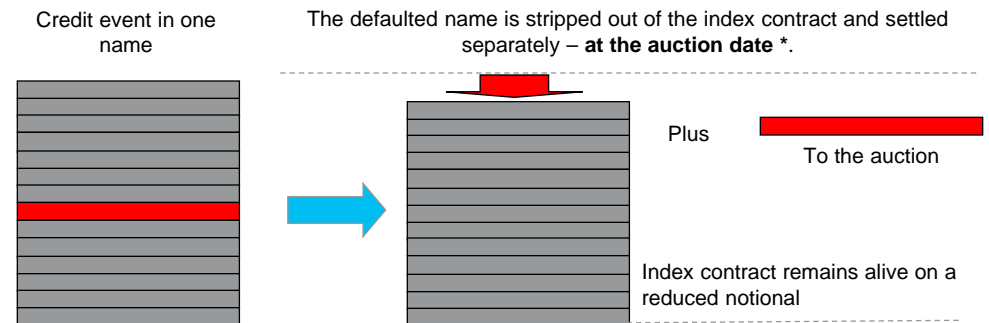 Credit event in one
name
The defaulted name is stripped out of the index contract and settled
separately – at the auction date *.
Plus
To the auction
Index contract remains alive on a
reduced notional